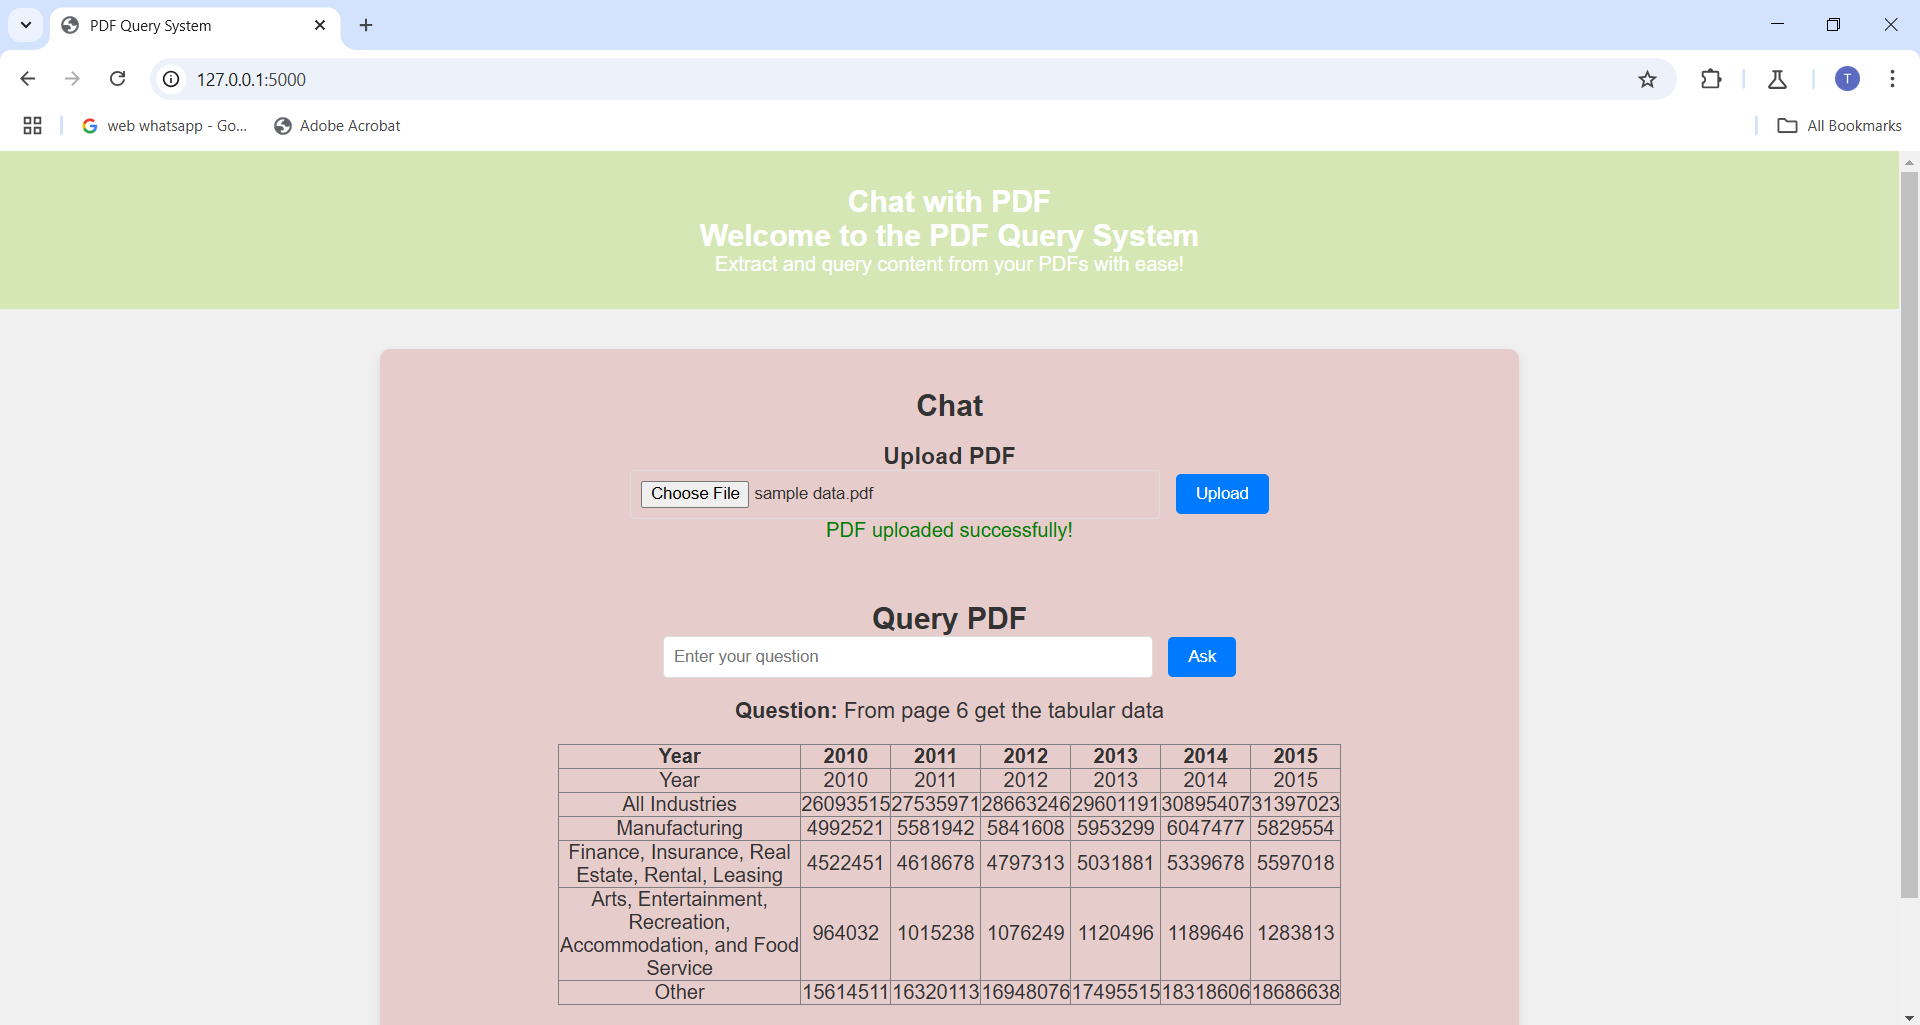 PDF Query System
127.0.0.1:5000
T
web whatsapp - Go...
Adobe Acrobat
All Bookmarks
Chat with PDF
Welcome to the PDF Query System
Extract and query content from your PDFs with ease!
Chat
Upload PDF
Choose File sample data.pdf
Upload
PDF uploaded successfully!
Query PDF
Enter your question
Ask
Question: From page 6 get the tabular data
Year 2010 2011 2012 2013 2014 2015
Year 2010 2011 2012 2013 2014 2015
All Industries 26093515 27535971 28663246 29601191 30895407 31397023
Manufacturing 4992521 5581942 5841608 5953299 6047477 5829554
Finance, Insurance, Real
Estate, Rental, Leasing
4522451 4618678 4797313 5031881 5339678 5597018
Arts, Entertainment,
Recreation,
Accommodation, and Food
Service
964032 1015238 1076249 1120496 1189646 1283813
Other 15614511 16320113 16948076 17495515 18318606 18686638